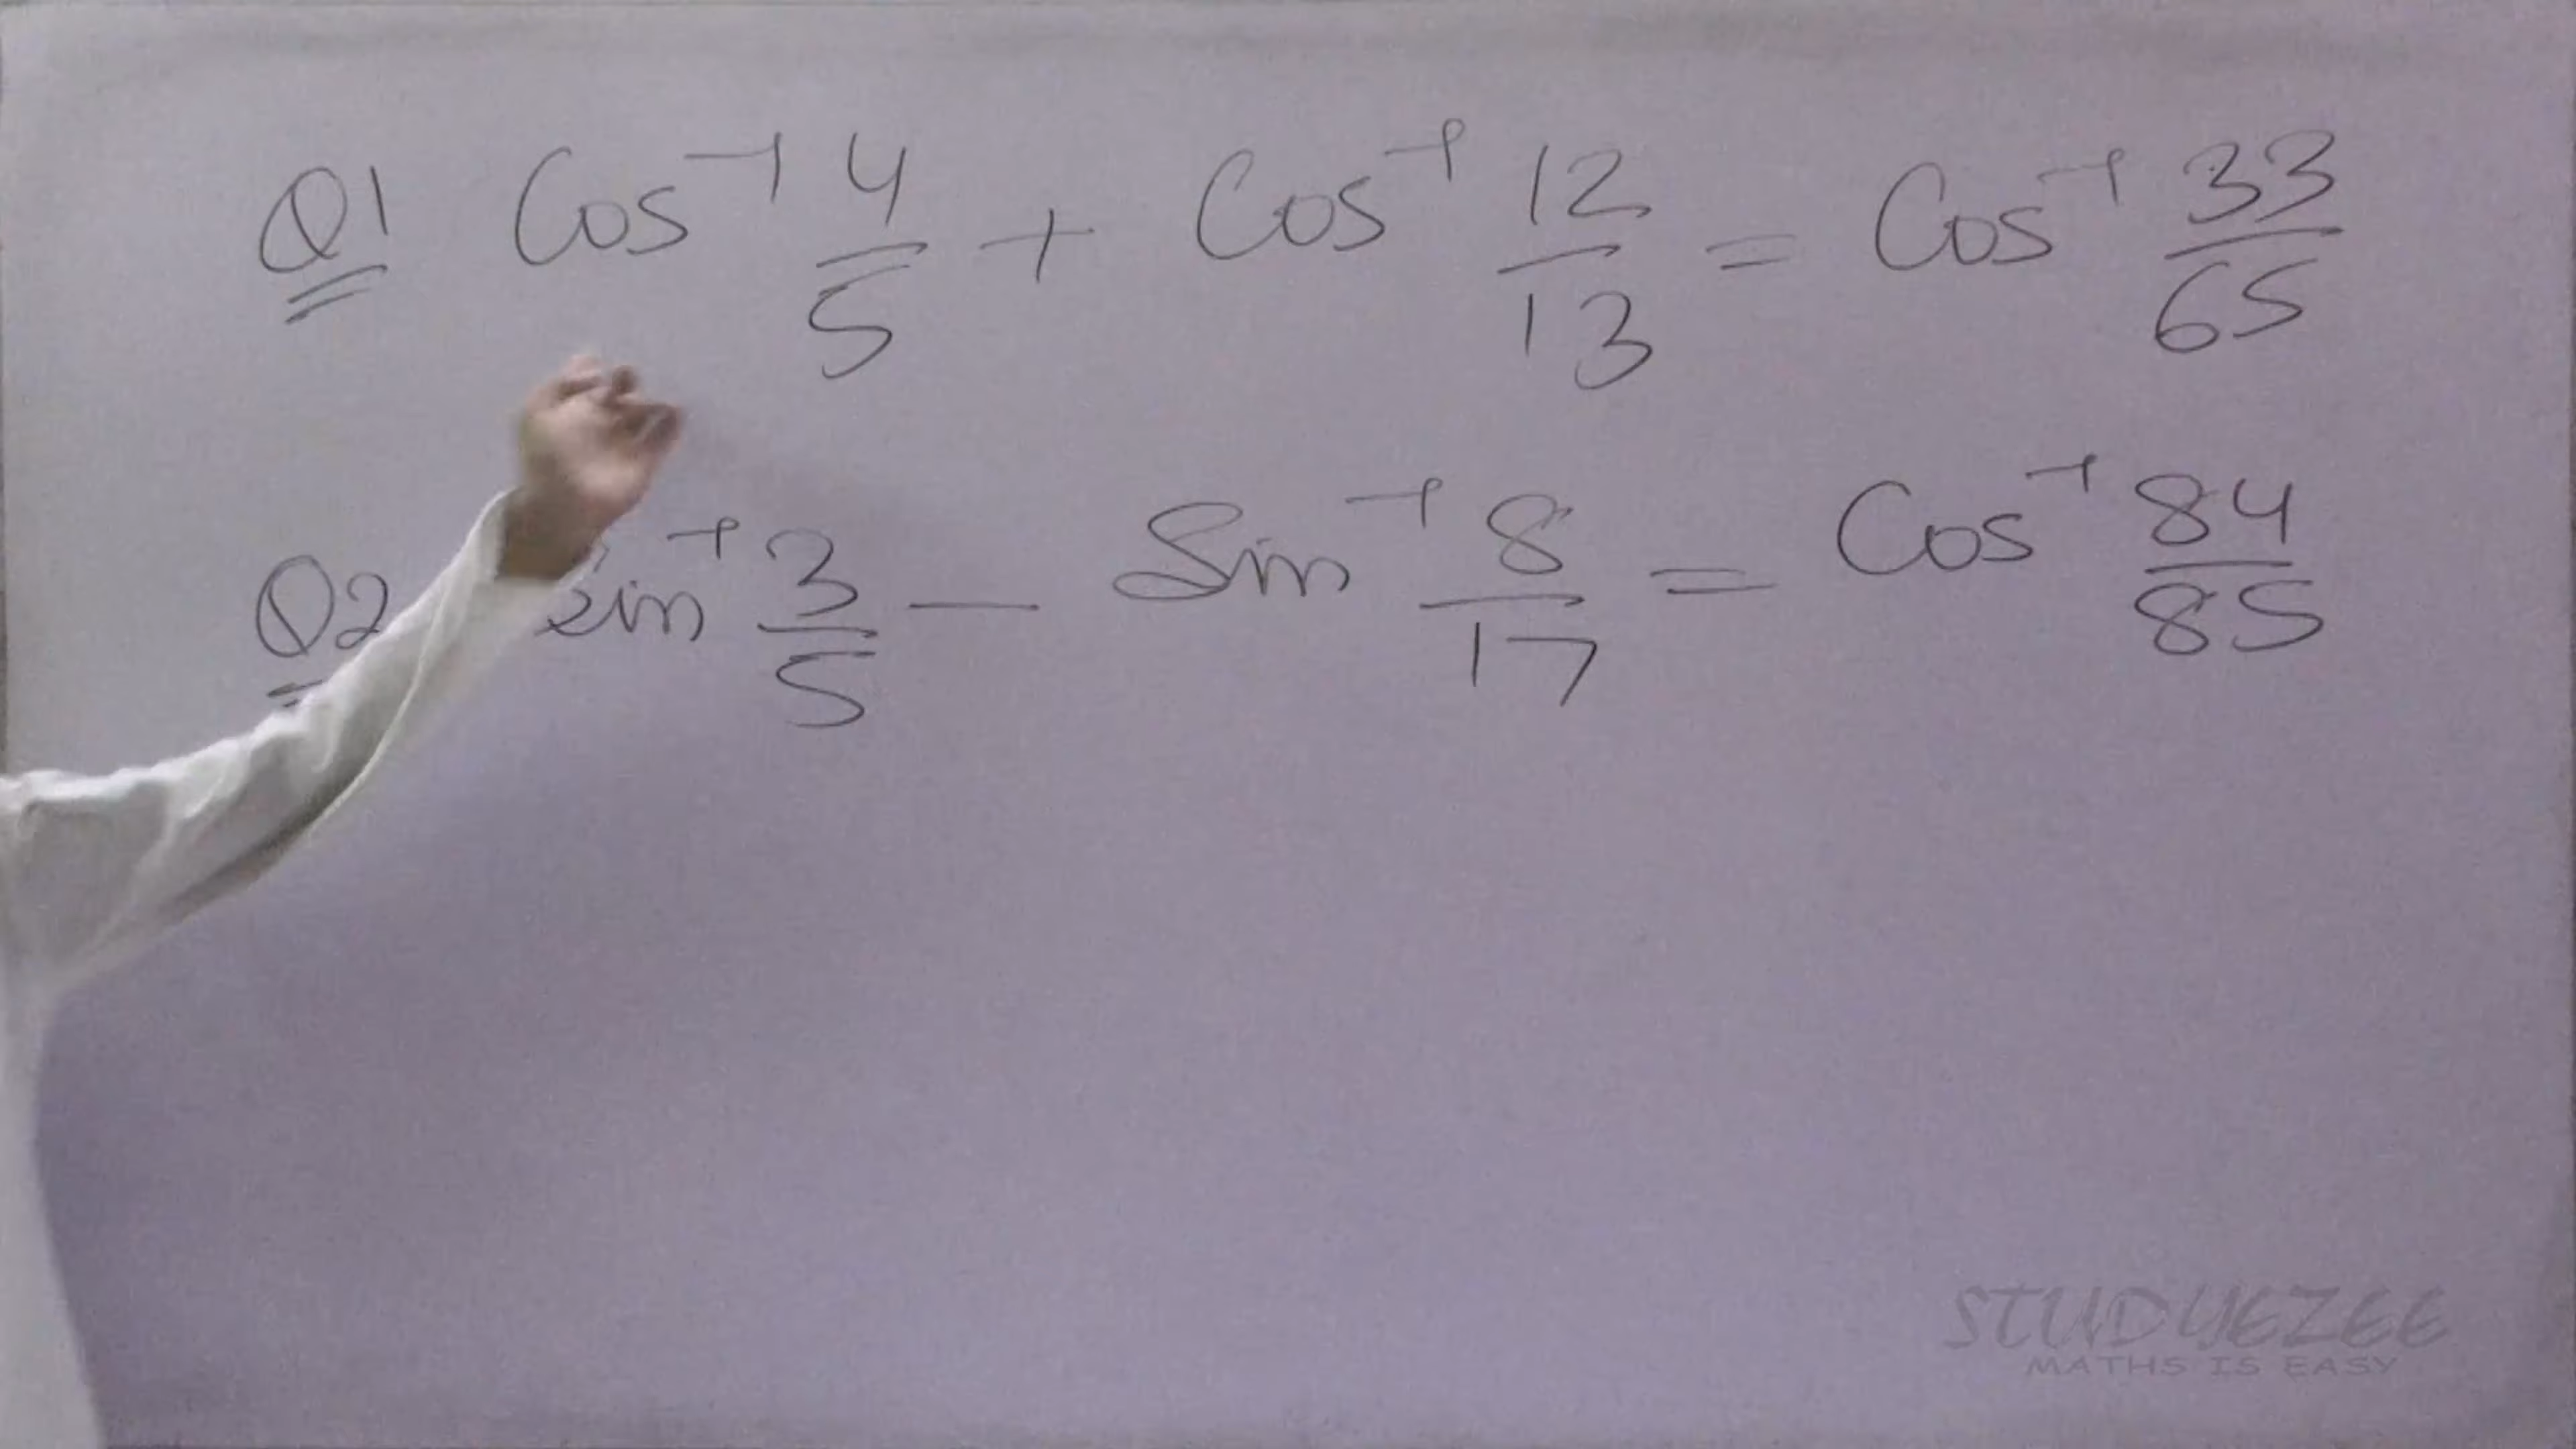 Q1 Cos⁻¹ 4/5 + Cos⁻¹ 12/13 = Cos⁻¹ 33/65
Q2 Sin⁻¹ 3/5 − Sin⁻¹ 8/17 = Cos⁻¹ 84/85
STUDYEZEE
MATHS IS EASY